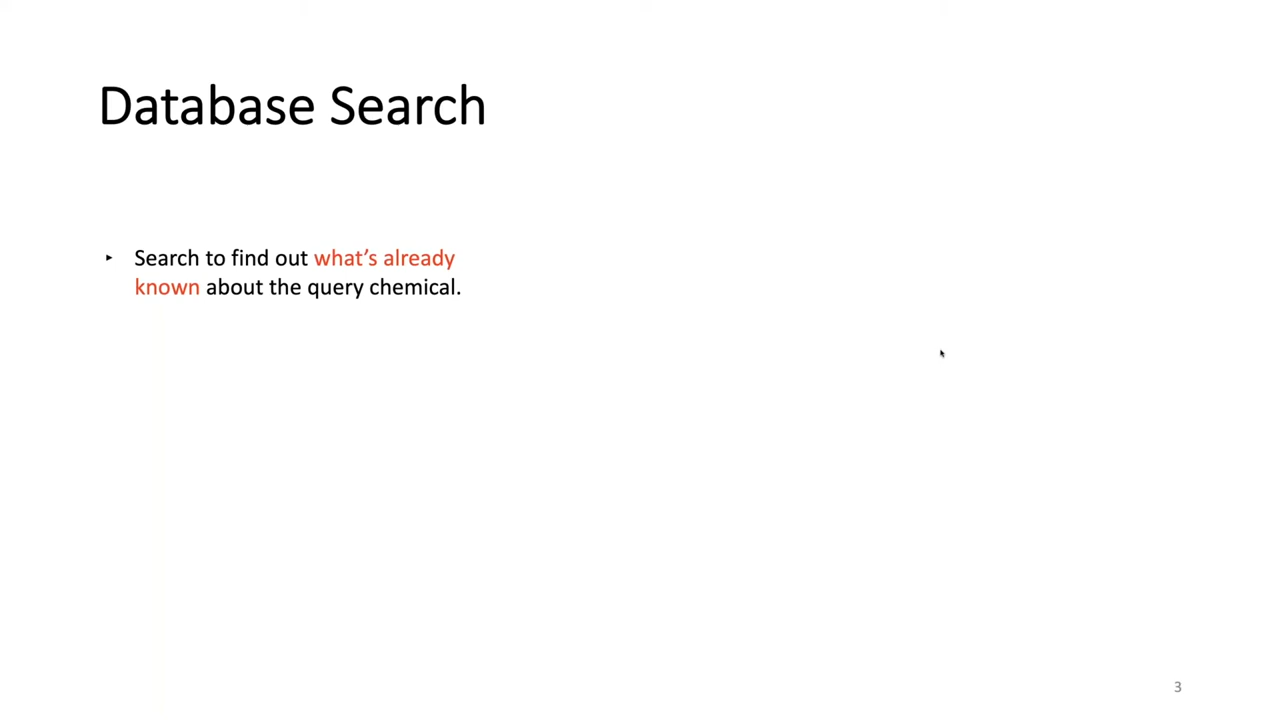 Database Search
‣ Search to find out what's already
known about the query chemical.
3